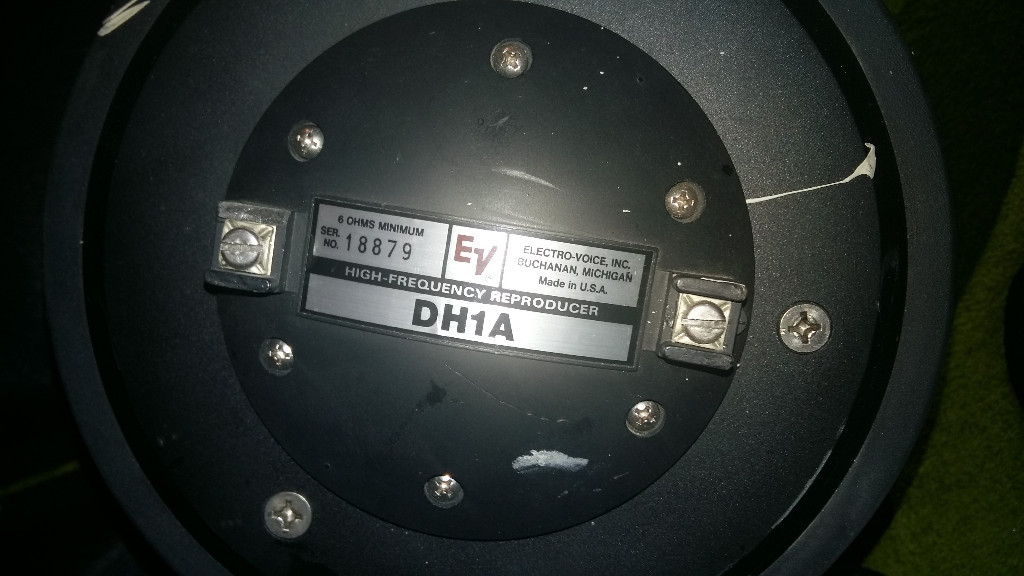 6 OHMS MINIMUM
SER. NO. 18879
EV
ELECTRO-VOICE, INC.
BUCHANAN, MICHIGAN
Made in U.S.A.
HIGH-FREQUENCY REPRODUCER
DH1A